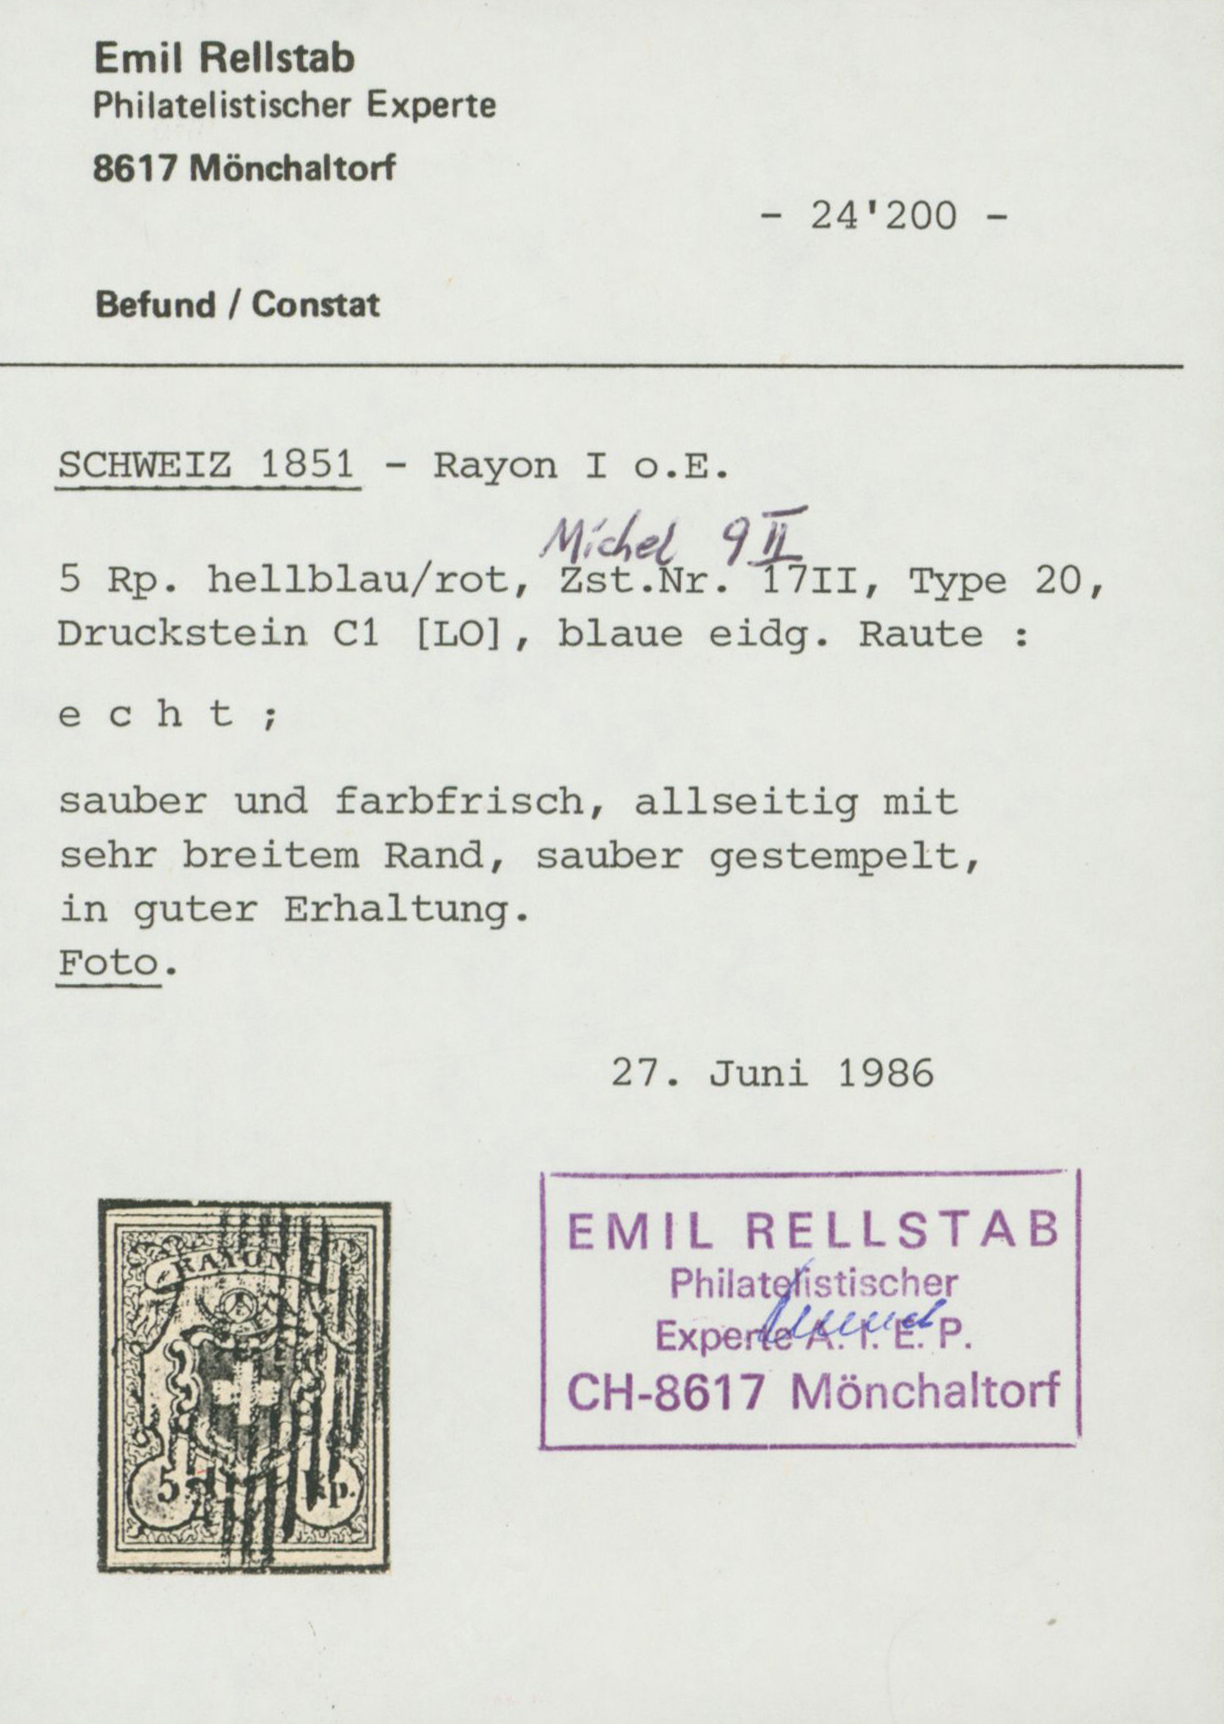 Emil Rellstab
Philatelistischer Experte
8617 Mönchaltorf
- 24'200 -
Befund / Constat
SCHWEIZ 1851 - Rayon I o.E.
Michel 9 II
5 Rp. hellblau/rot, Zst.Nr. 17II, Type 20,
Druckstein C1 [LO], blaue eidg. Raute :
e c h t ;
sauber und farbfrisch, allseitig mit
sehr breitem Rand, sauber gestempelt,
in guter Erhaltung.
Foto.
27. Juni 1986
RAYON I
5 Rp.
EMIL RELLSTAB
Philatelistischer
Experte A. I. E. P.
CH-8617 Mönchaltorf